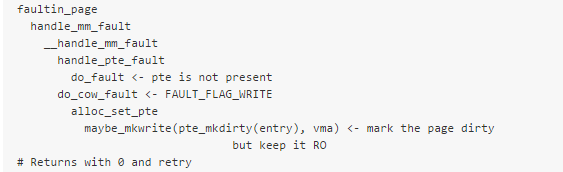 faultin_page
handle_mm_fault
__handle_mm_fault
handle_pte_fault
do_fault <- pte is not present
do_cow_fault <- FAULT_FLAG_WRITE
alloc_set_pte
maybe_mkwrite(pte_mkdirty(entry), vma) <- mark the page dirty
but keep it RO
# Returns with 0 and retry